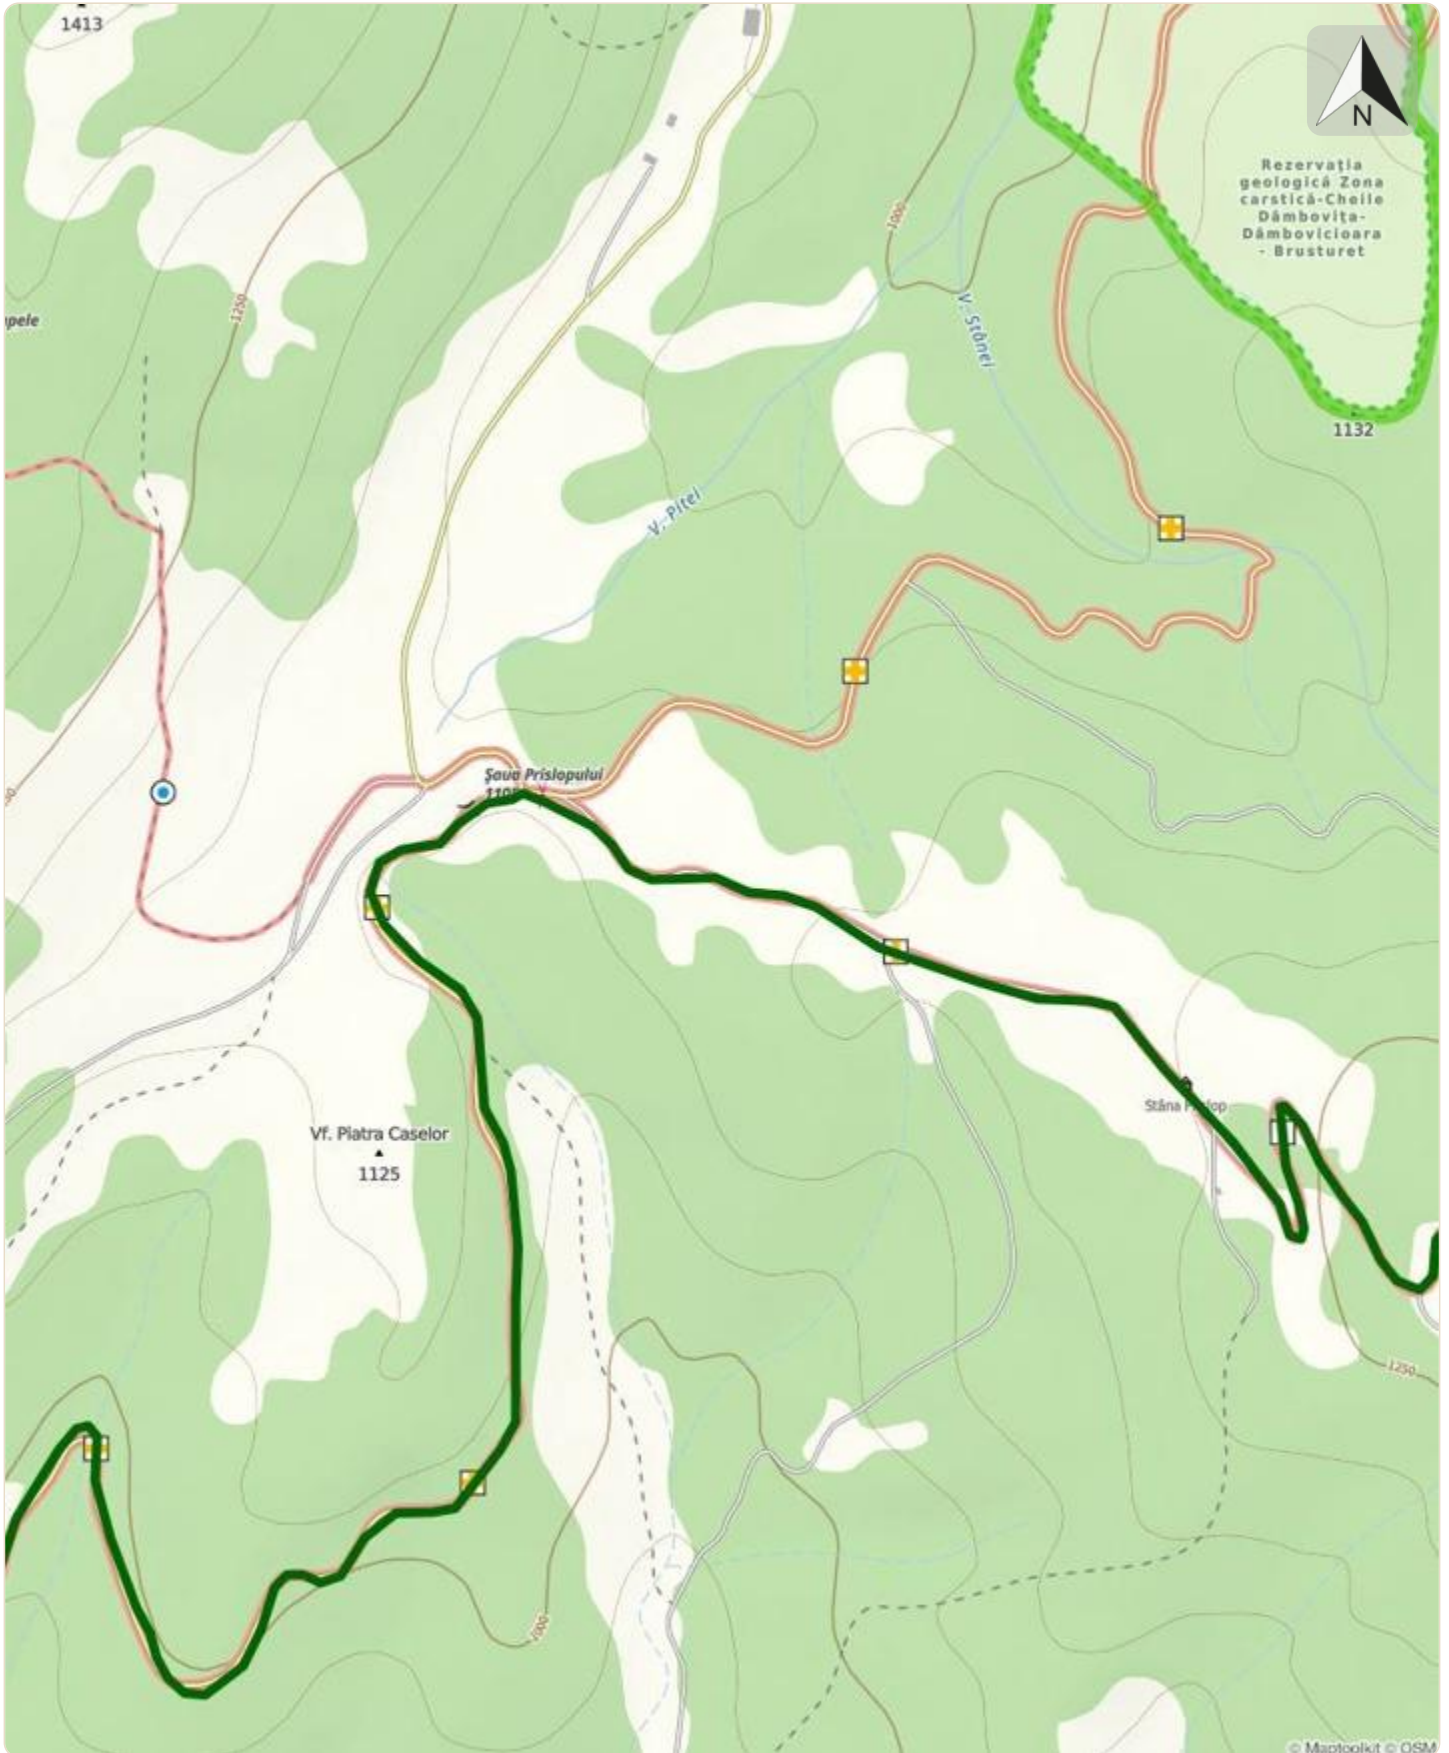 1413
N
Rezervația
geologică Zona
carstică-Cheile
Dâmbovița-
Dâmbovicioara
- Brusturet
1000
1250
V. Stânei
1132
V. Pitei
Șaua Prislopului
Stâna
Vf. Piatra Caselor
1125
1250
1000
© Maptoolkit © OSM